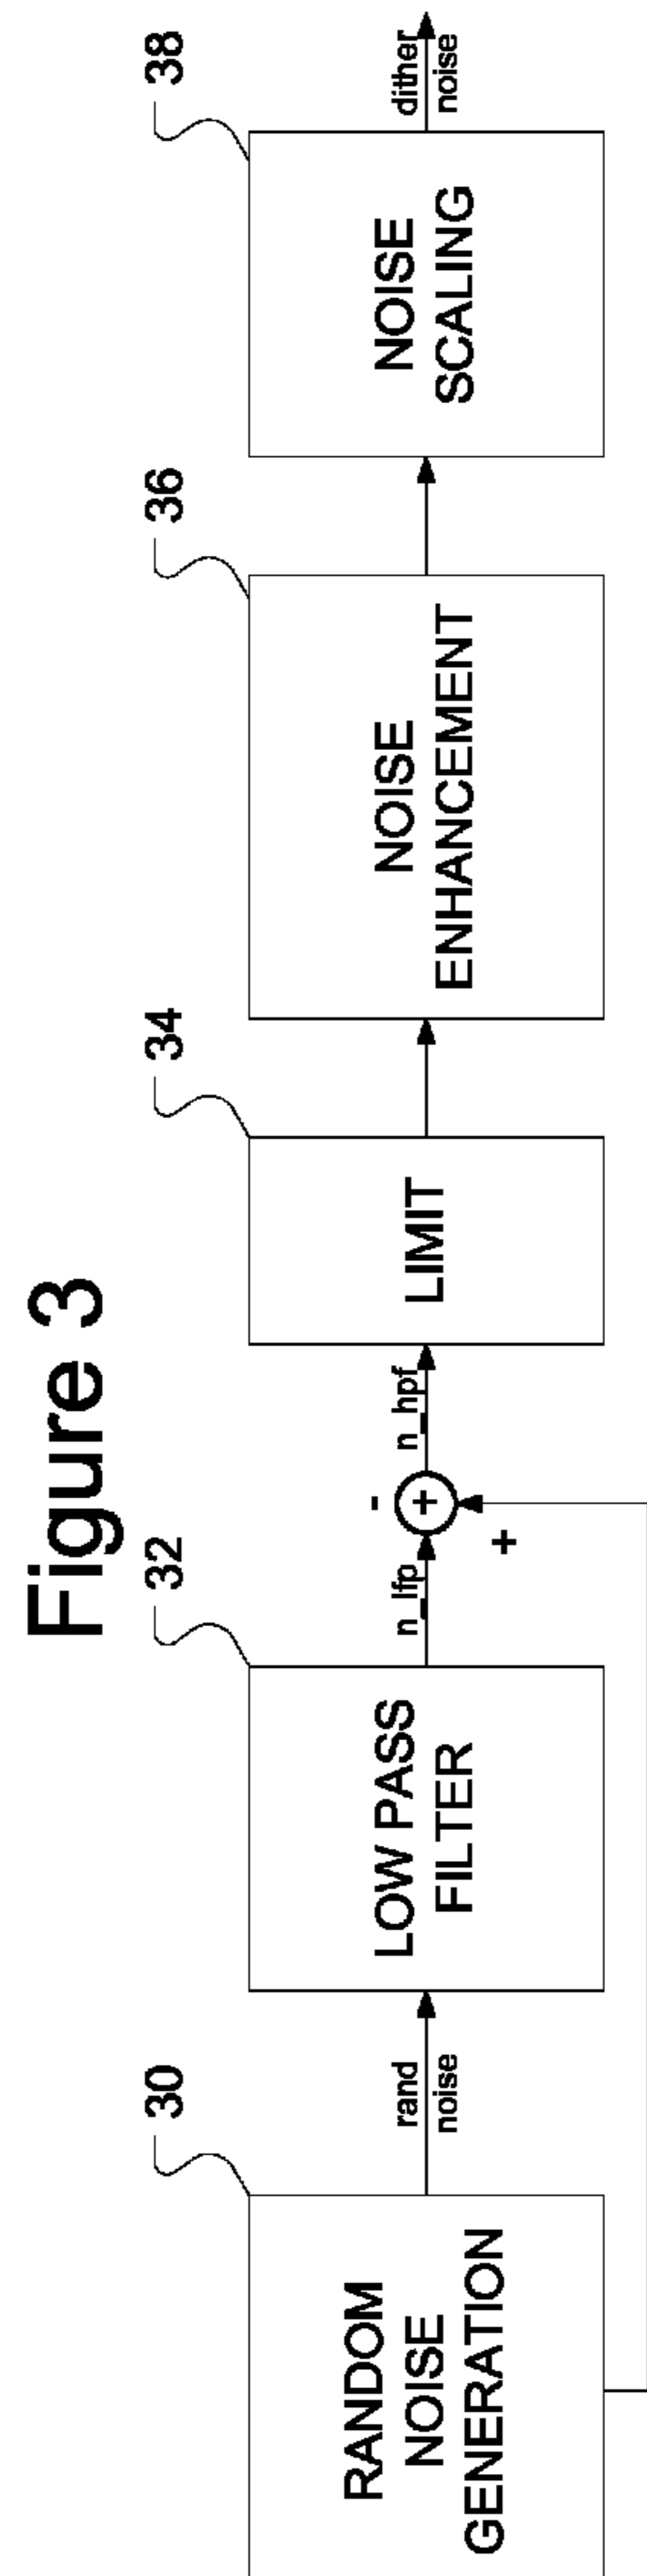 Figure 3
30
32
34
36
38
RANDOM
NOISE
GENERATION
rand
noise
LOW PASS
FILTER
n_lfp
-
+
+
n_hpf
LIMIT
NOISE
ENHANCEMENT
NOISE
SCALING
dither
noise